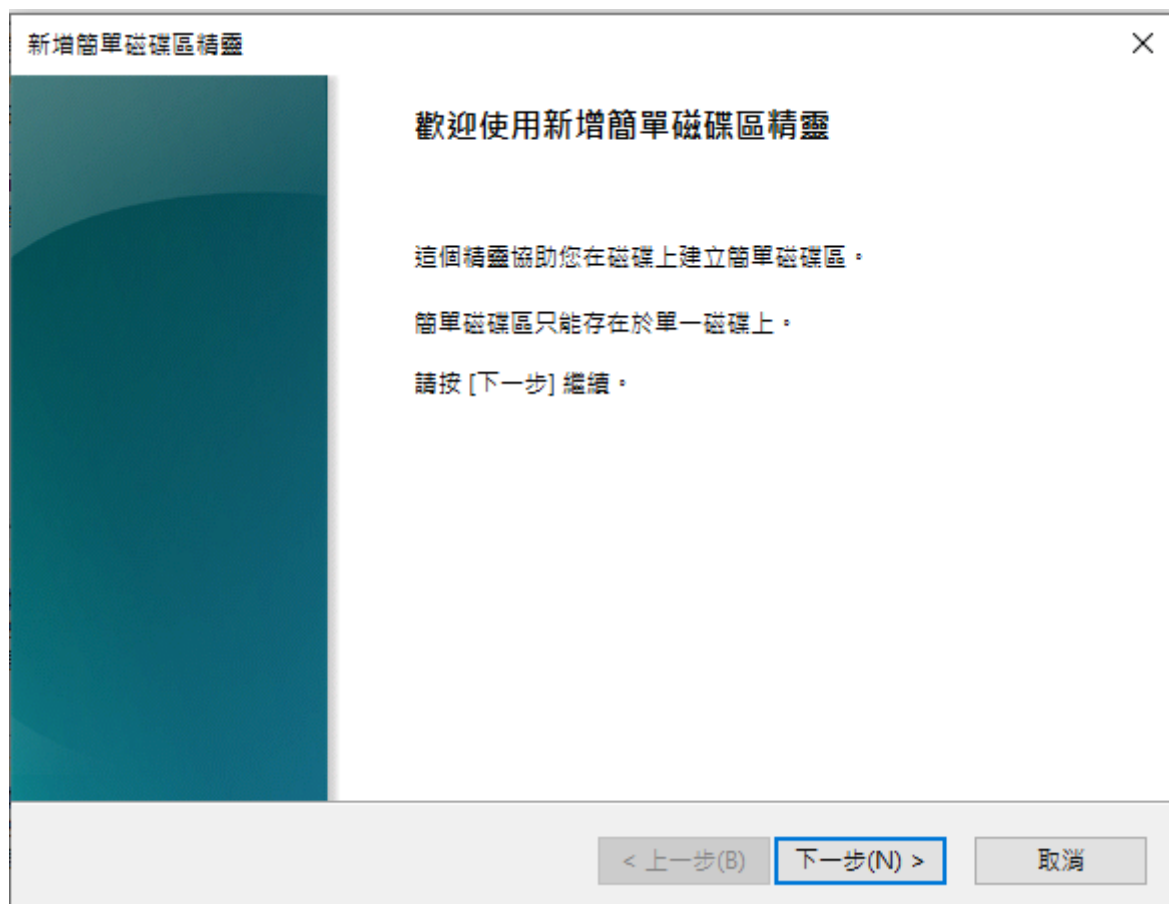 新增簡單磁碟區精靈
歡迎使用新增簡單磁碟區精靈
這個精靈協助您在磁碟上建立簡單磁碟區。
簡單磁碟區只能存在於單一磁碟上。
請按 [下一步] 繼續。
< 上一步(B) 下一步(N) > 取消